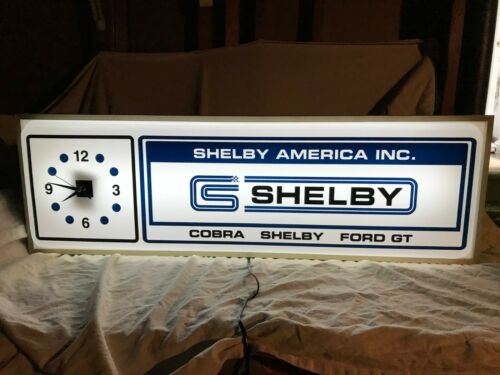 12
9 3
6
SHELBY AMERICA INC.
SHELBY
COBRA SHELBY FORD GT